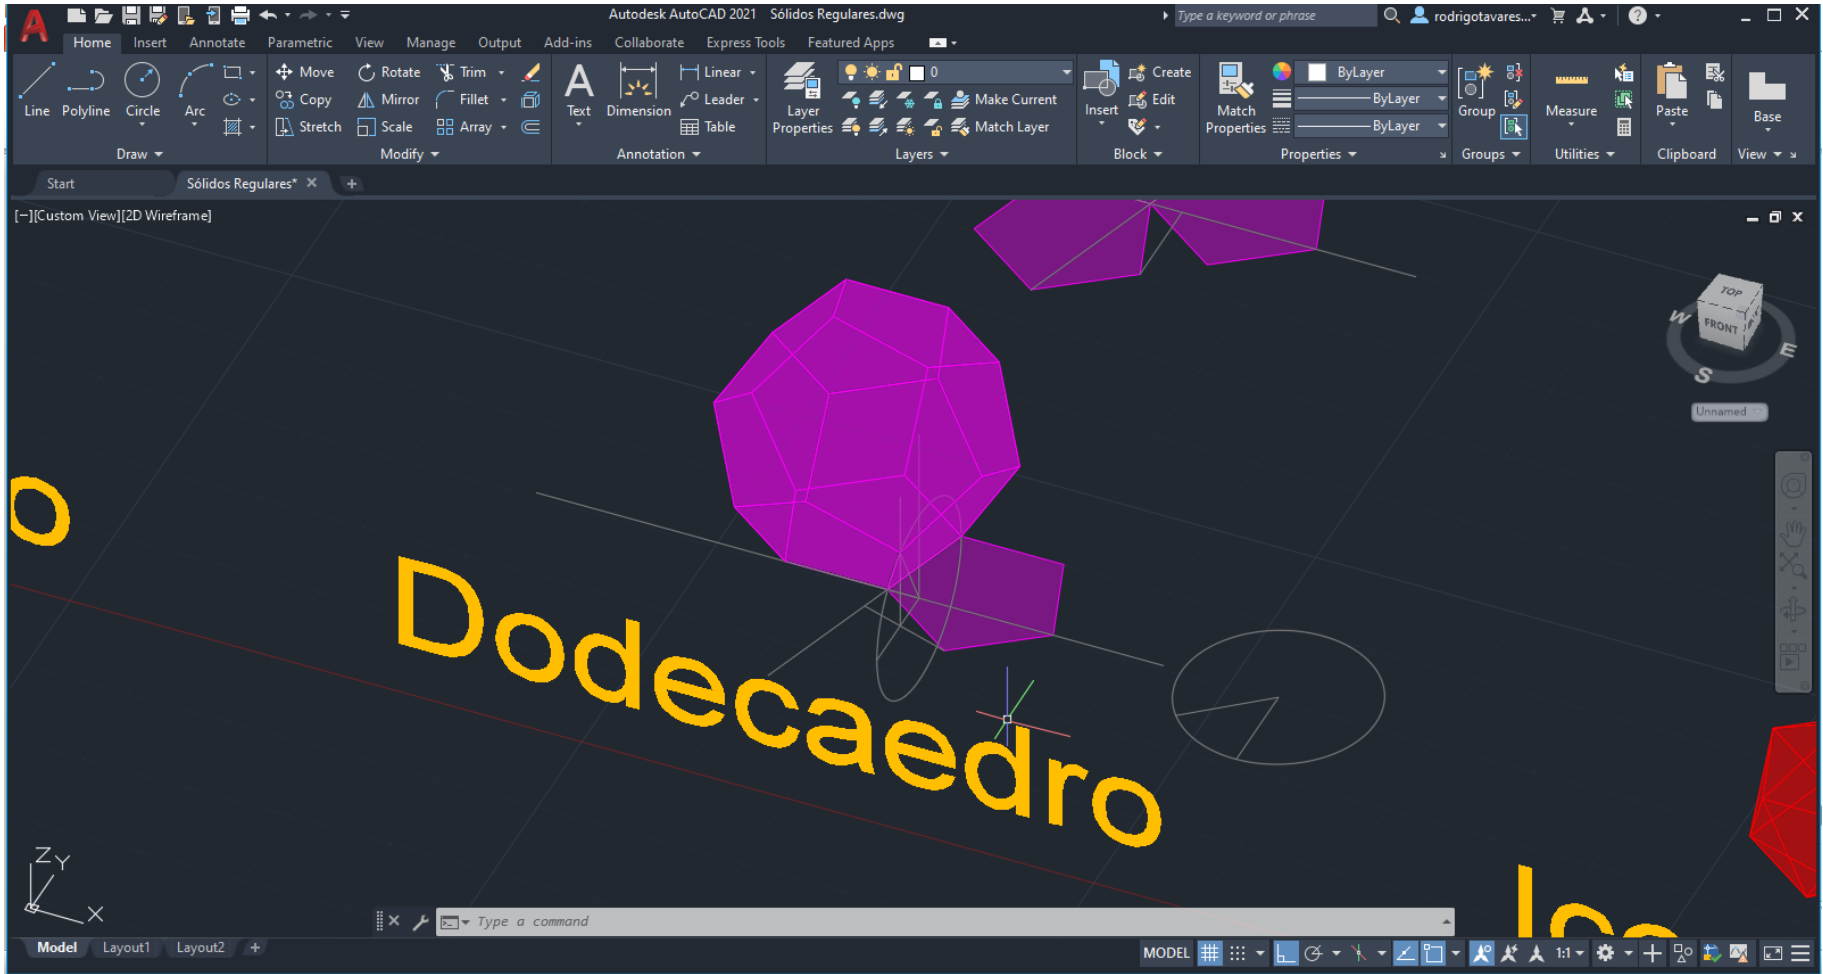 Autodesk AutoCAD 2021 Sólidos Regulares.dwg
Type a keyword or phrase
rodrigotavares...
Home Insert Annotate Parametric View Manage Output Add-ins Collaborate Express Tools Featured Apps
Line Polyline Circle Arc
Move Rotate Trim
Copy Mirror Fillet
Stretch Scale Array
Text Dimension
Linear
Leader
Table
Layer Properties
0
Make Current
Match Layer
Insert
Create
Edit
Match Properties
ByLayer
ByLayer
ByLayer
Group
Measure
Paste
Base
Draw Modify Annotation Layers Block Properties Groups Utilities Clipboard View
Start Sólidos Regulares*
[−][Custom View][2D Wireframe]
TOP
FRONT
W
S
E
Unnamed
o
Dodecaedro
Ico
Z
Y
X
Type a command
Model Layout1 Layout2
MODEL 1:1